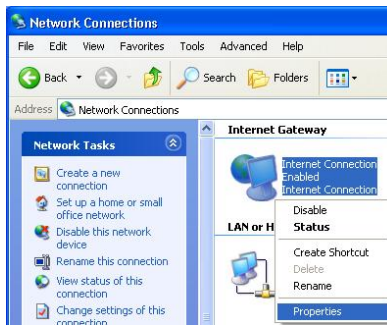 Network Connections
File Edit View Favorites Tools Advanced Help
Back Search Folders
Address Network Connections
Network Tasks
Create a new
connection
Set up a home or small
office network
Disable this network
device
Rename this connection
View status of this
connection
Change settings of this
connection
Internet Gateway
Internet Connection
Enabled
Internet Connection
LAN or H
Disable
Status
Create Shortcut
Delete
Rename
Properties